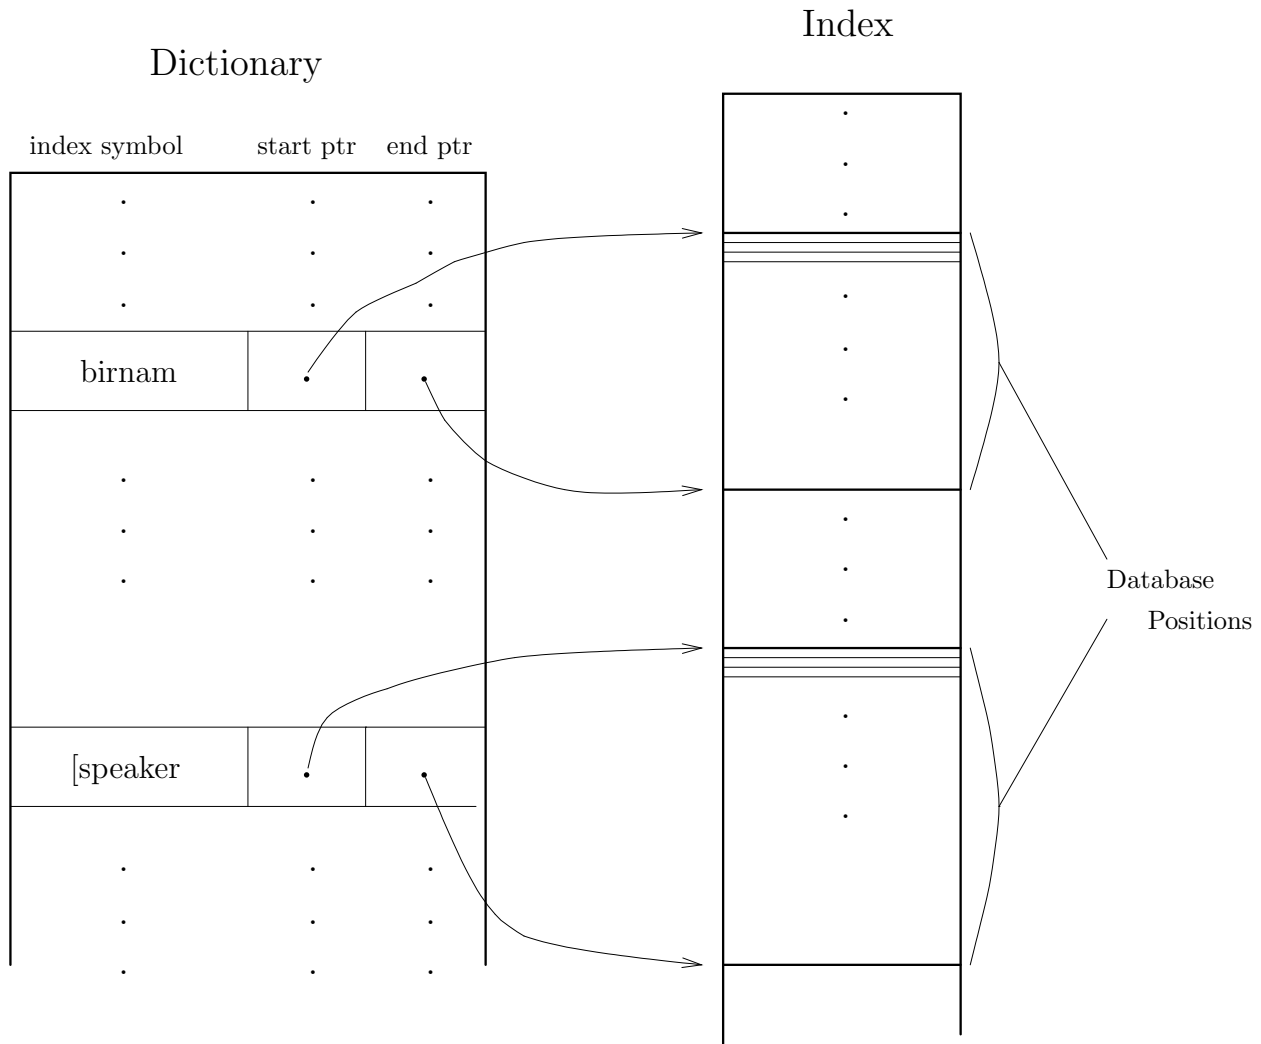 Index
Dictionary
index symbol start ptr end ptr
birnam
[speaker
Database
Positions